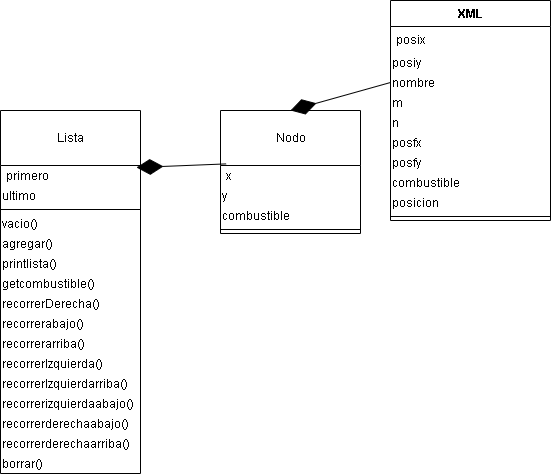 Lista
primero
ultimo
vacio()
agregar()
printlista()
getcombustible()
recorrerDerecha()
recorrerabajo()
recorrerarriba()
recorrerIzquierda()
recorrerIzquierdarriba()
recorrerizquierdaabajo()
recorrerderechaabajo()
recorrerderechaarriba()
borrar()
Nodo
x
y
combustible
XML
posix
posiy
nombre
m
n
posfx
posfy
combustible
posicion